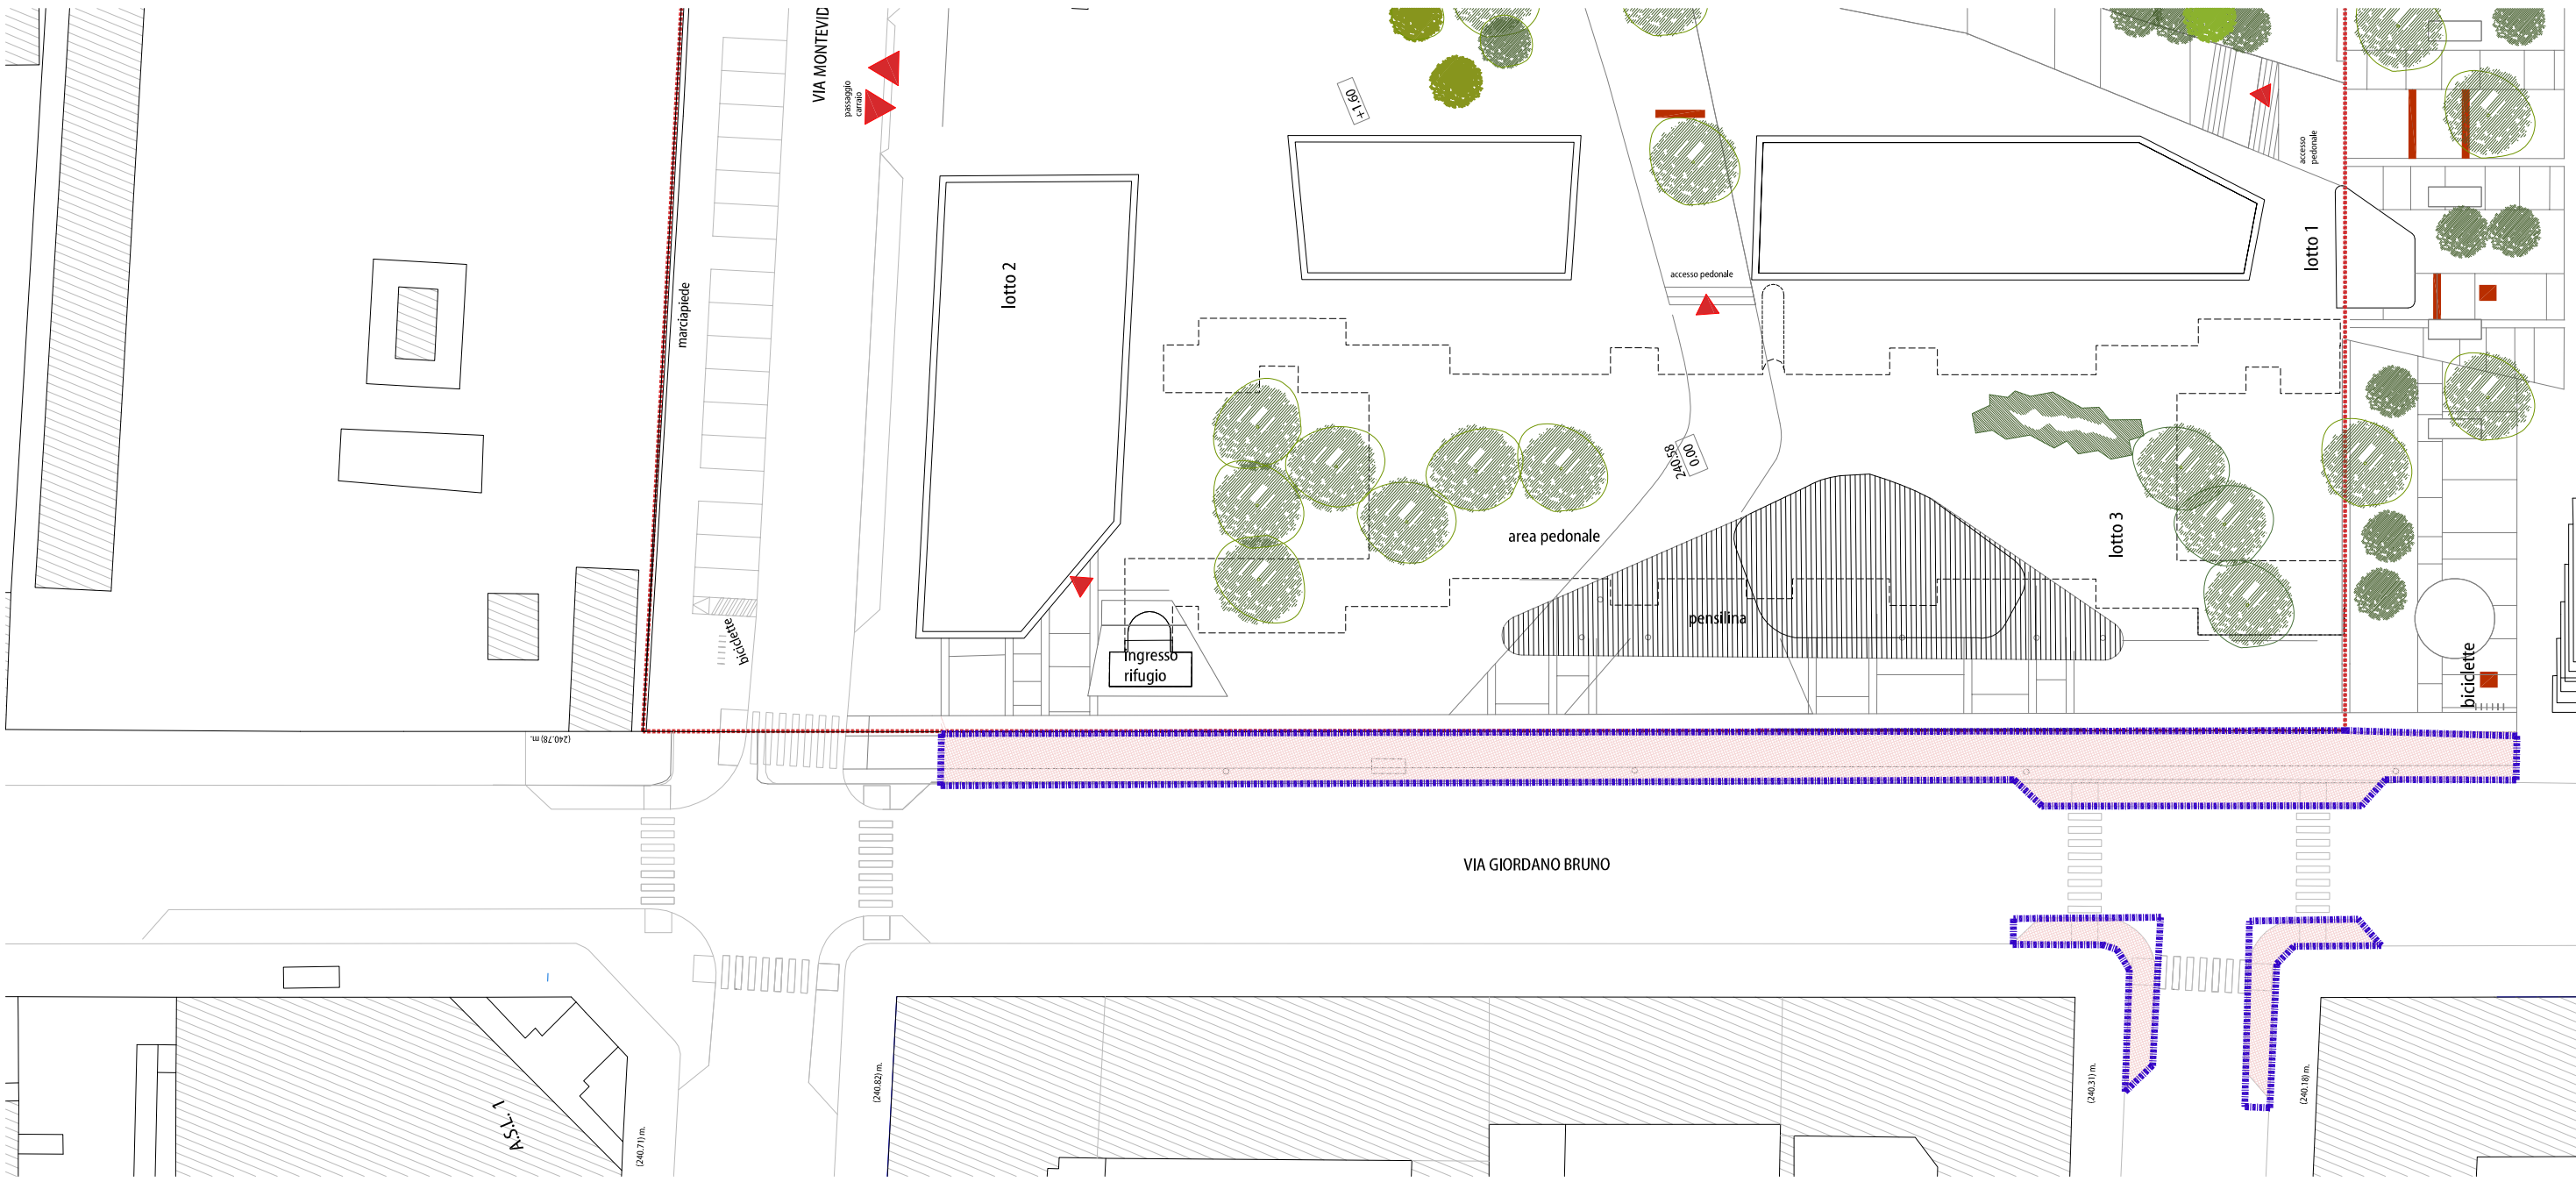 VIA MONTEVID
passaggio
carraio
+1.60
accesso
pedonale
lotto 1
lotto 2
marciapiede
accesso pedonale
240.58
0.00
area pedonale
lotto 3
pensilina
biciclette
ingresso
rifugio
biciclette
(240.78) m.
VIA GIORDANO BRUNO
A.S.L. 1
(240.71) m.
(240.82) m.
(240.31) m.
(240.18) m.